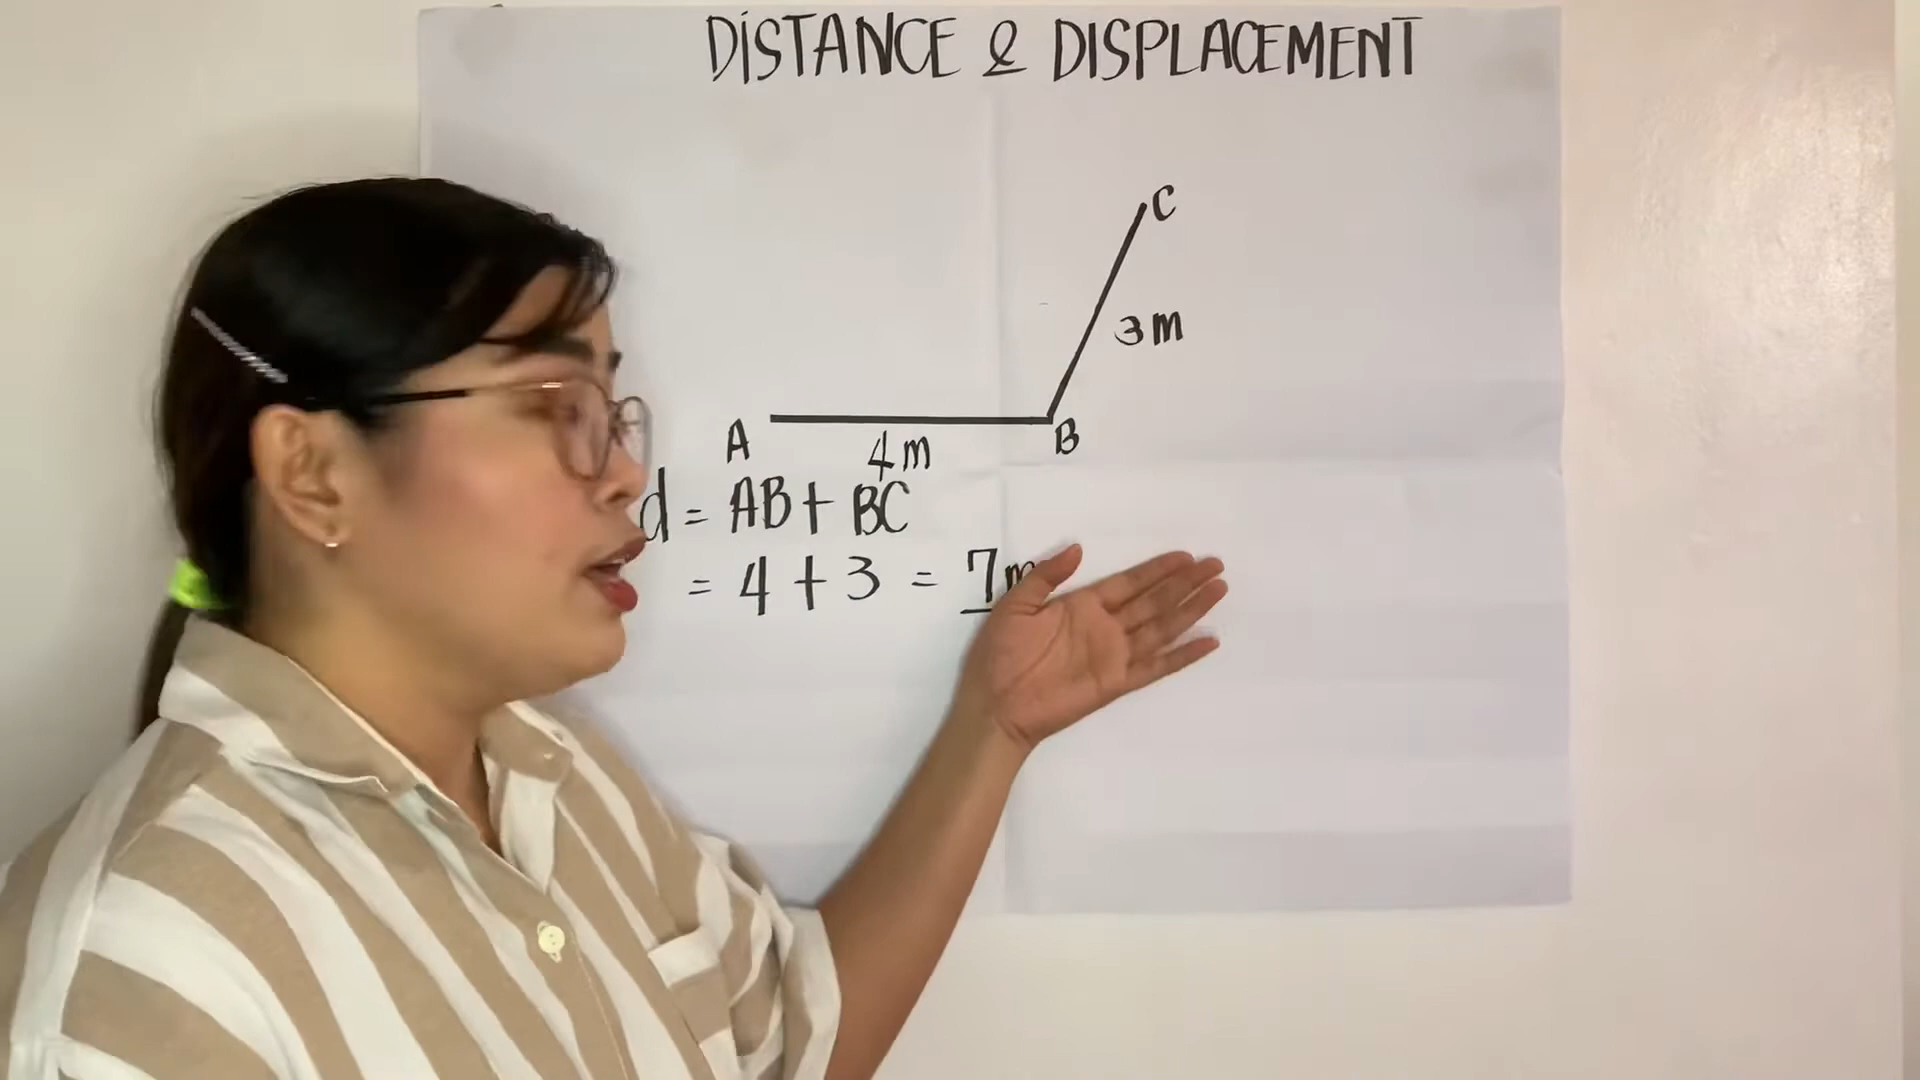 DiSTANCE & DISPLACEMENT
C
3m
A
B
4m
d = AB + BC
= 4 + 3 = 7m